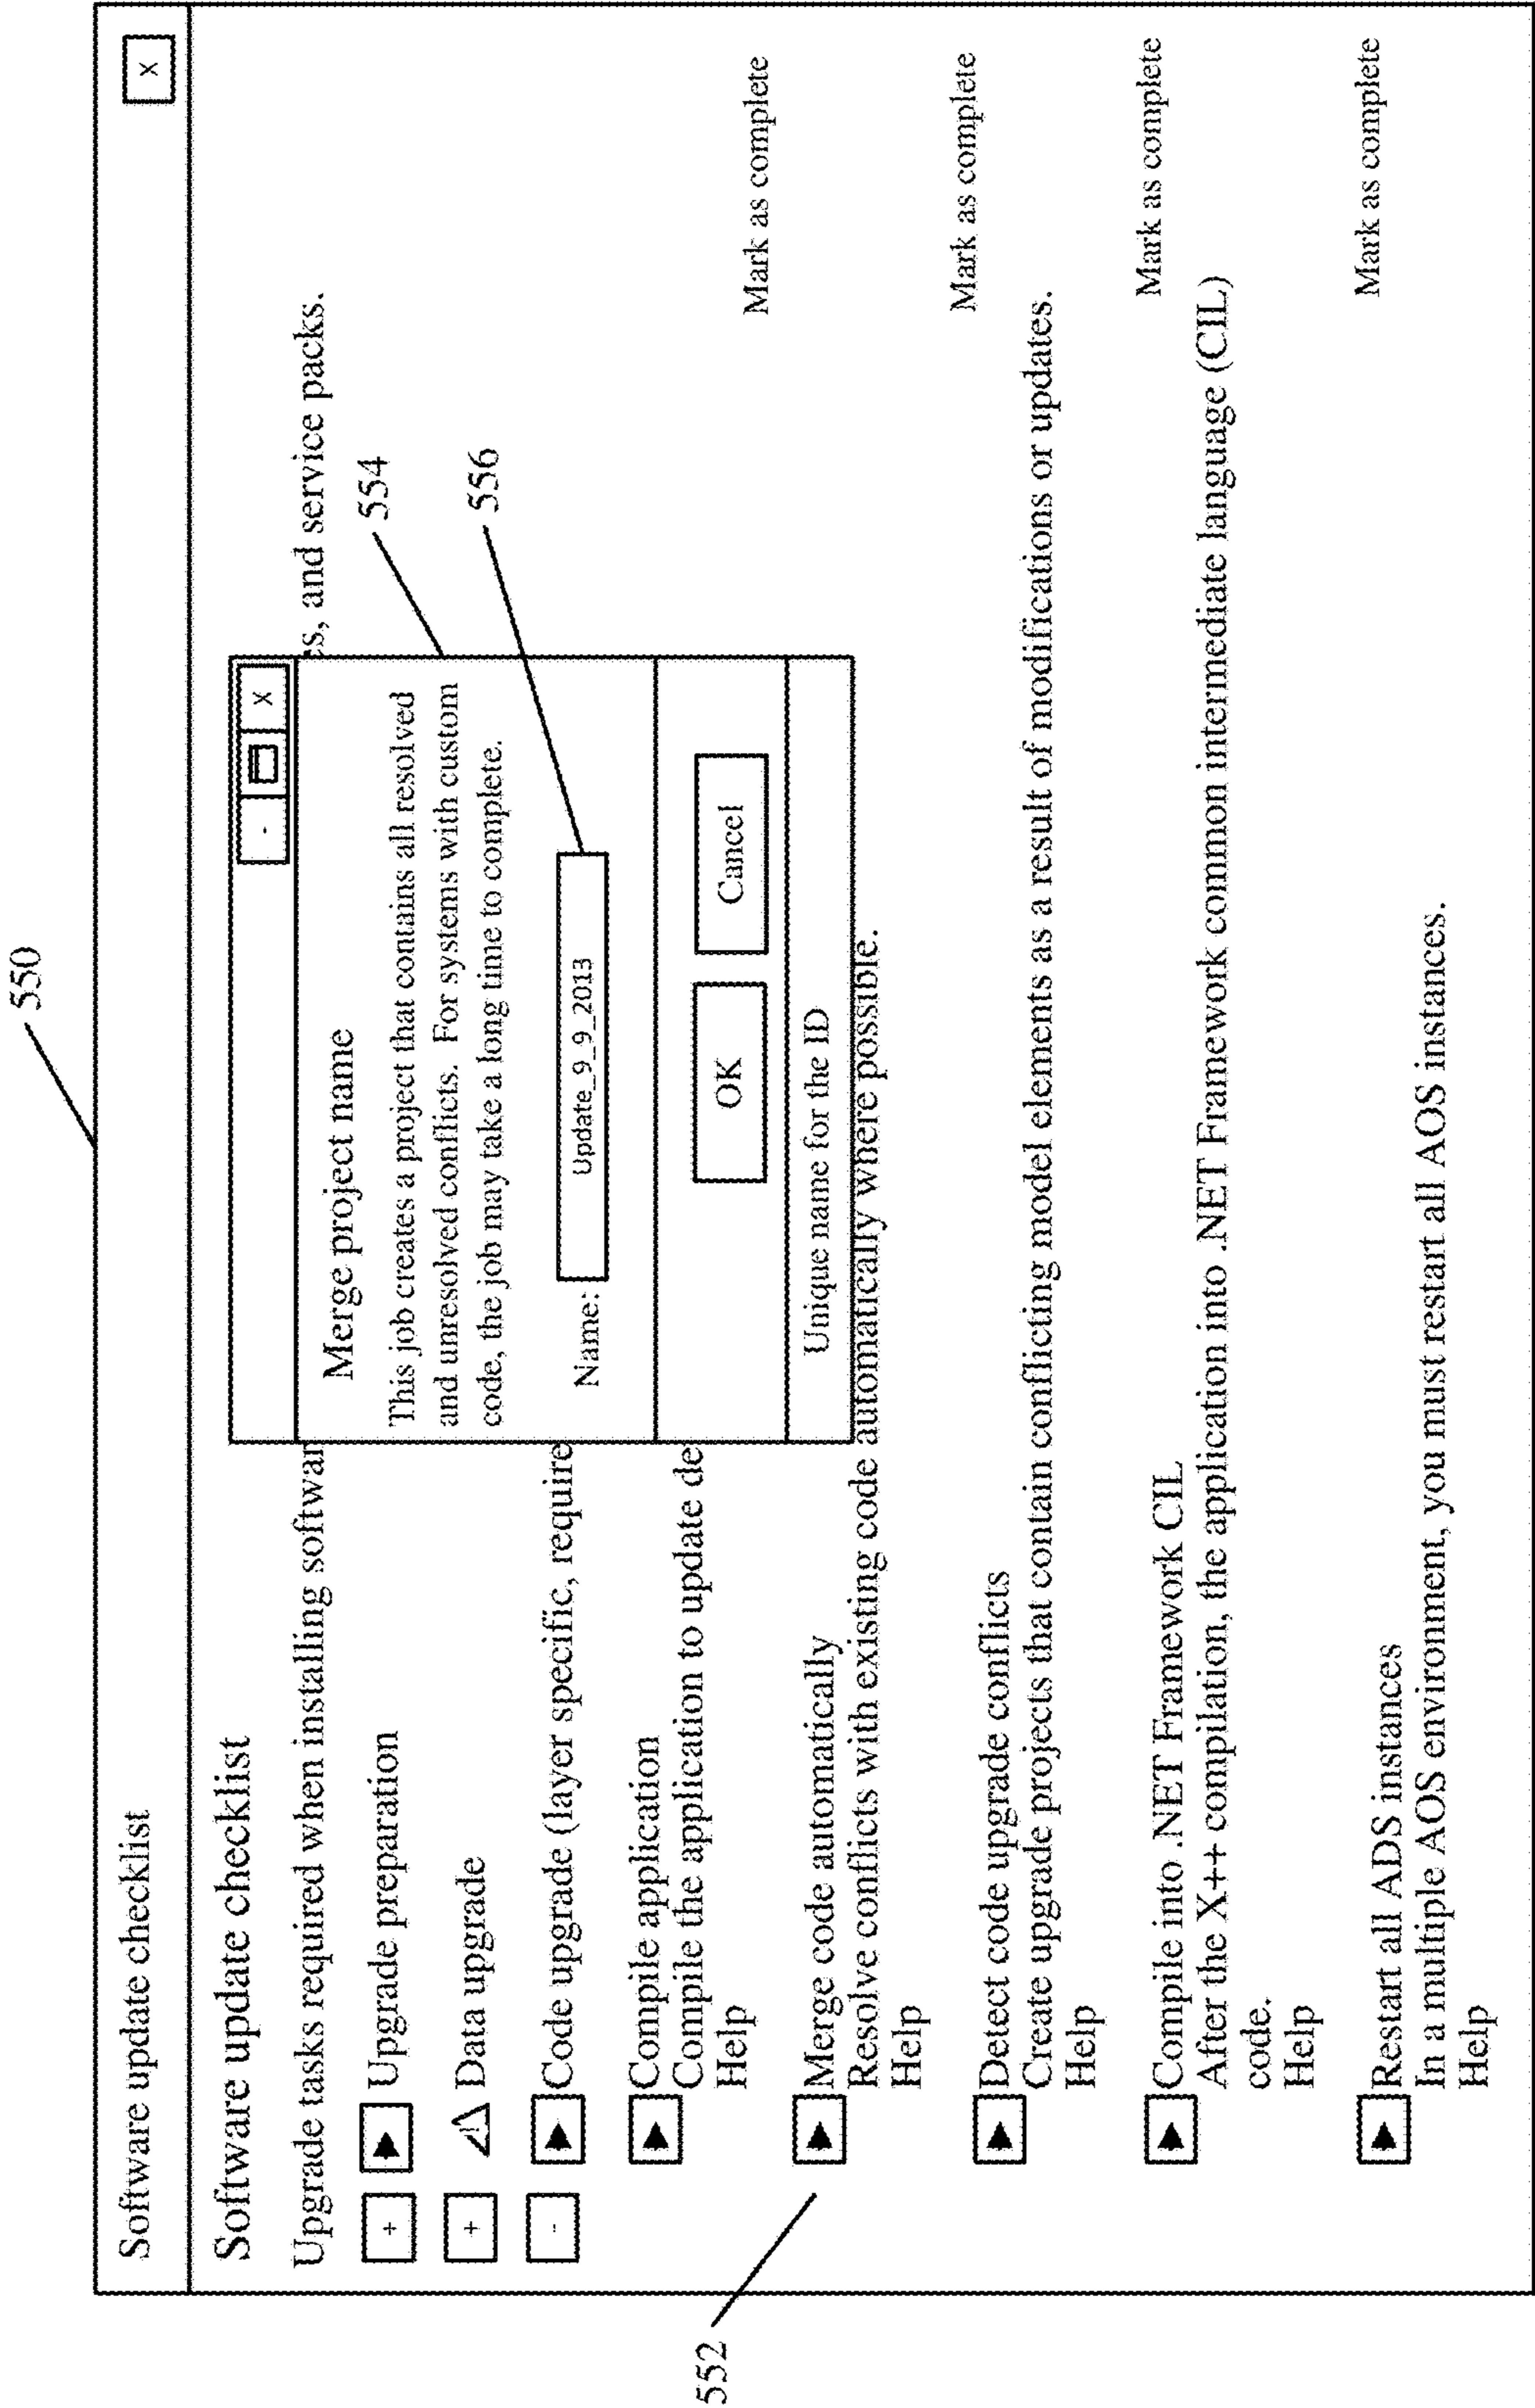 550
Software update checklist
X
Software update checklist
Upgrade tasks required when installing softwar es, and service packs.
+ Upgrade preparation
+ Data upgrade
- Code upgrade (layer specific, require
Compile application
Compile the application to update de
Help
Mark as complete
552
Merge code automatically
Resolve conflicts with existing code automatically where possible.
Help
Detect code upgrade conflicts
Mark as complete
Create upgrade projects that contain conflicting model elements as a result of modifications or updates.
Help
Compile into .NET Framework CIL
Mark as complete
After the X++ compilation, the application into .NET Framework common intermediate language (CIL)
code.
Help
Restart all ADS instances
Mark as complete
In a multiple AOS environment, you must restart all AOS instances.
Help
- X
Merge project name
554
This job creates a project that contains all resolved
and unresolved conflicts. For systems with custom
code, the job may take a long time to complete.
556
Name: Update_9_9_2013
OK Cancel
Unique name for the ID